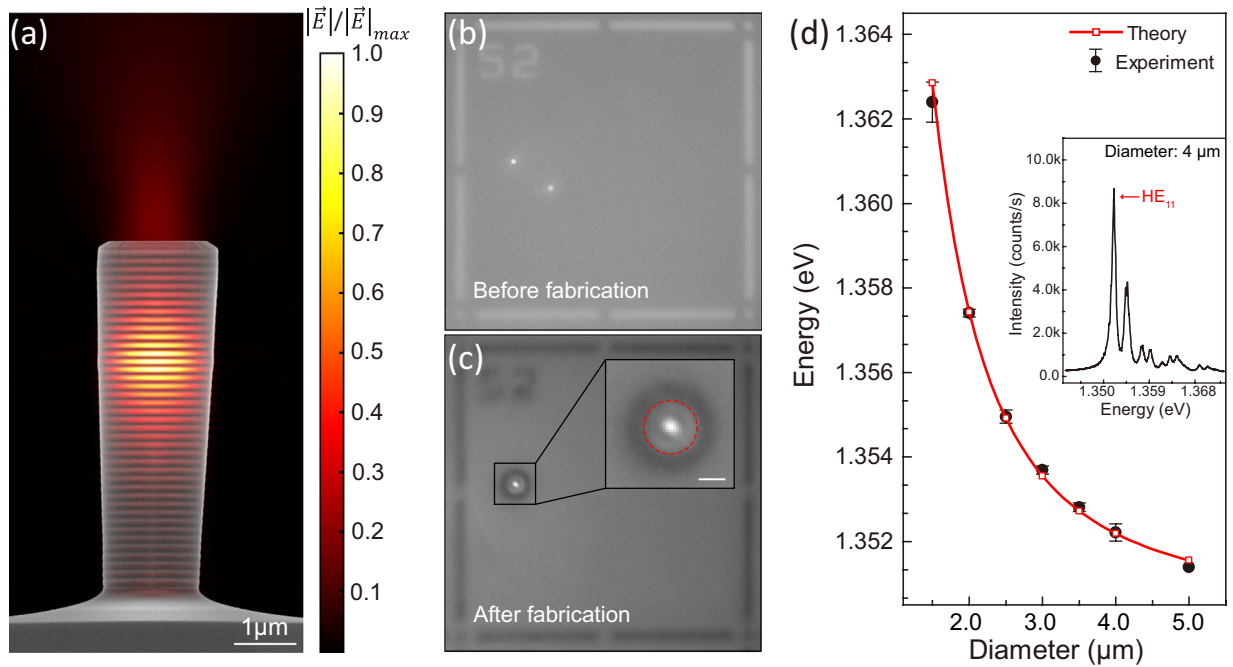 (a)
|E⃗|/|E⃗|max
1.0
0.9
0.8
0.7
0.6
0.5
0.4
0.3
0.2
0.1
1μm
(b)
52
Before fabrication
(c)
52
After fabrication
(d)
Theory
Experiment
1.364
1.362
1.360
1.358
1.356
1.354
1.352
Energy (eV)
2.0 3.0 4.0 5.0
Diameter (μm)
Diameter: 4 μm
HE11
10.0k
8.0k
6.0k
4.0k
2.0k
0.0
Intensity (counts/s)
1.350 1.359 1.368
Energy (eV)